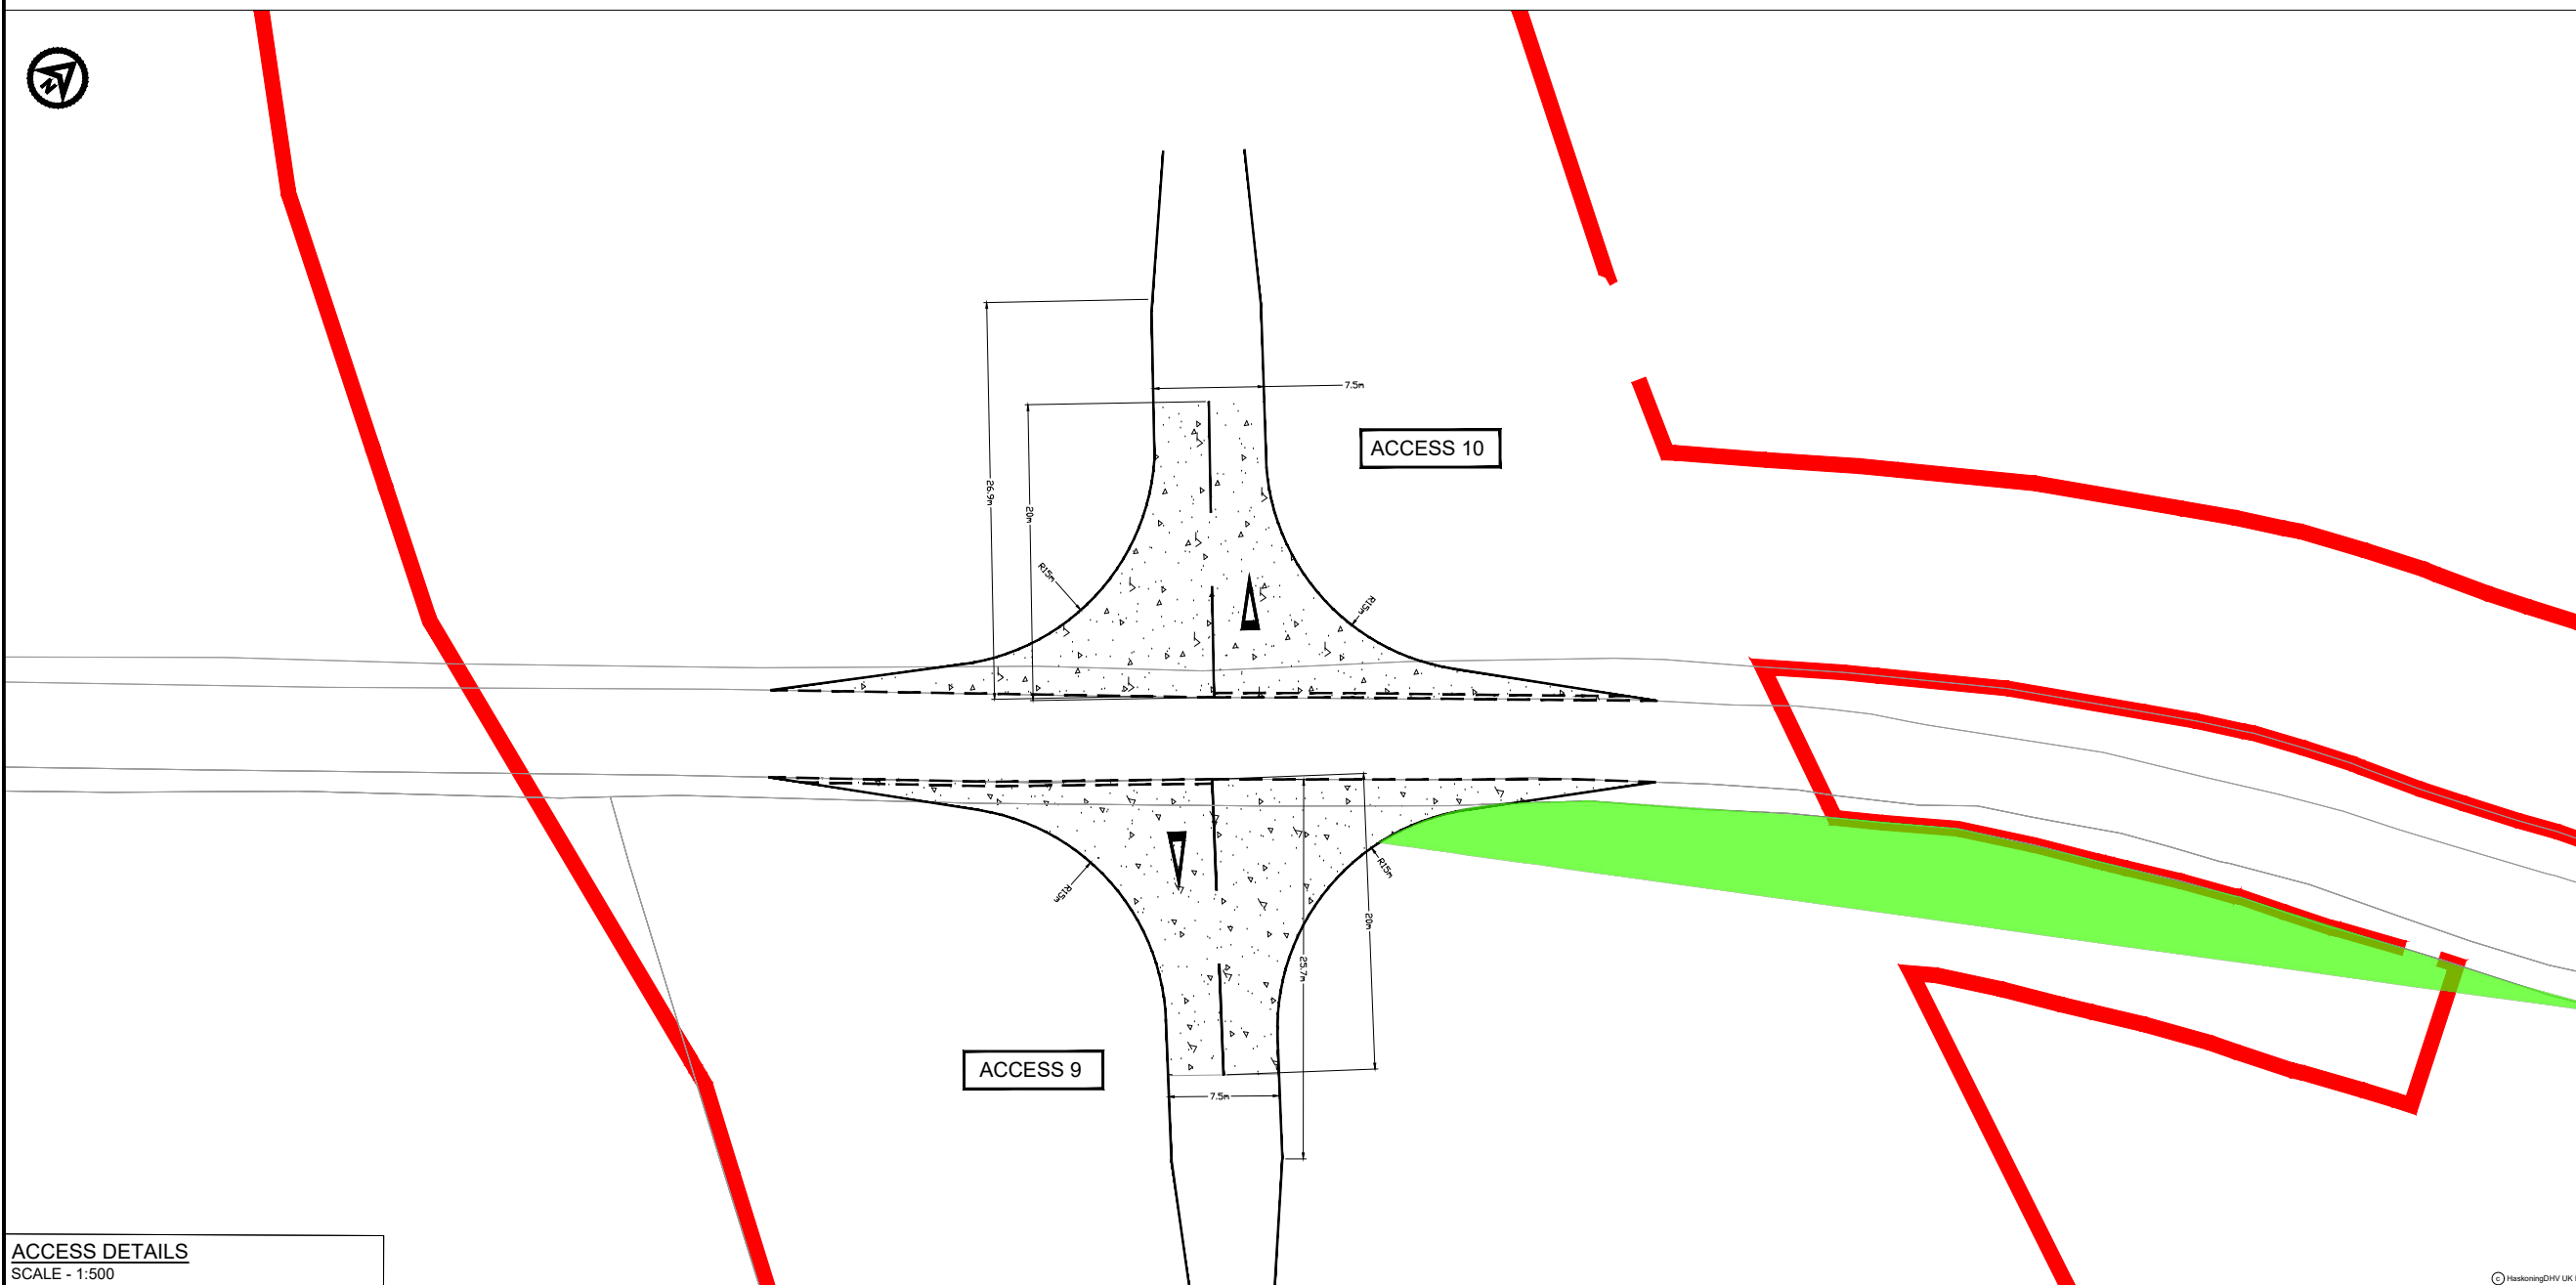 N
7.5m
ACCESS 10
26.9m
20m
R15m
R15m
R15m
R15m
20m
25.7m
ACCESS 9
7.5m
ACCESS DETAILS
SCALE - 1:500
© HaskoningDHV UK